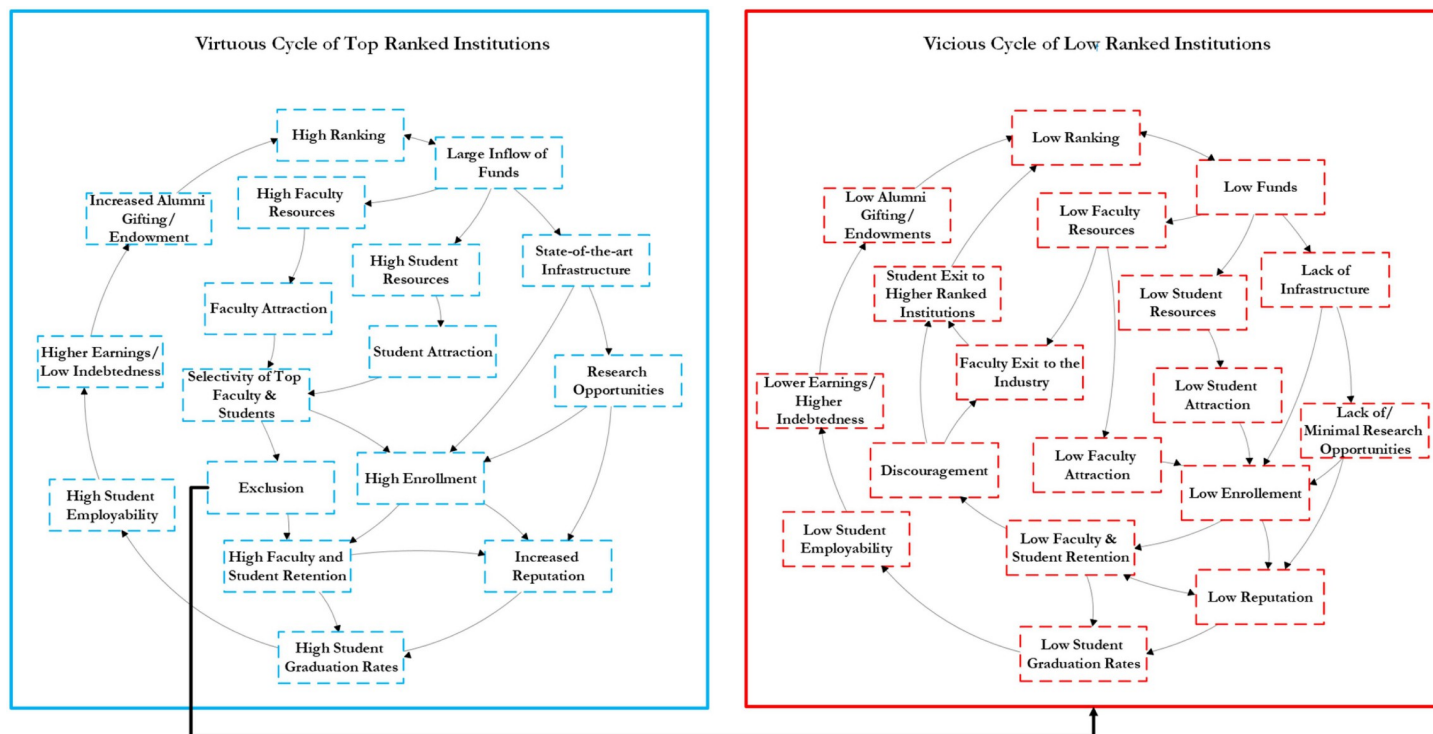 Virtuous Cycle of Top Ranked Institutions
High Ranking
Large Inflow of
Funds
High Faculty
Resources
Increased Alumni
Gifting/
Endowment
State-of-the-art
Infrastructure
High Student
Resources
Faculty Attraction
Student Attraction
Higher Earnings/
Low Indebtedness
Selectivity of Top
Faculty &
Students
Research
Opportunities
High Enrollment
Exclusion
High Student
Employability
High Faculty and
Student Retention
Increased
Reputation
High Student
Graduation Rates
Vicious Cycle of Low Ranked Institutions
Low Ranking
Low Funds
Low Alumni
Gifting/
Endowments
Low Faculty
Resources
Student Exit to
Higher Ranked
Institutions
Low Student
Resources
Lack of
Infrastructure
Faculty Exit to the
Industry
Lower Earnings/
Higher
Indebtedness
Low Student
Attraction
Lack of/
Minimal Research
Opportunities
Discouragement
Low Faculty
Attraction
Low Enrollement
Low Student
Employability
Low Faculty &
Student Retention
Low Reputation
Low Student
Graduation Rates